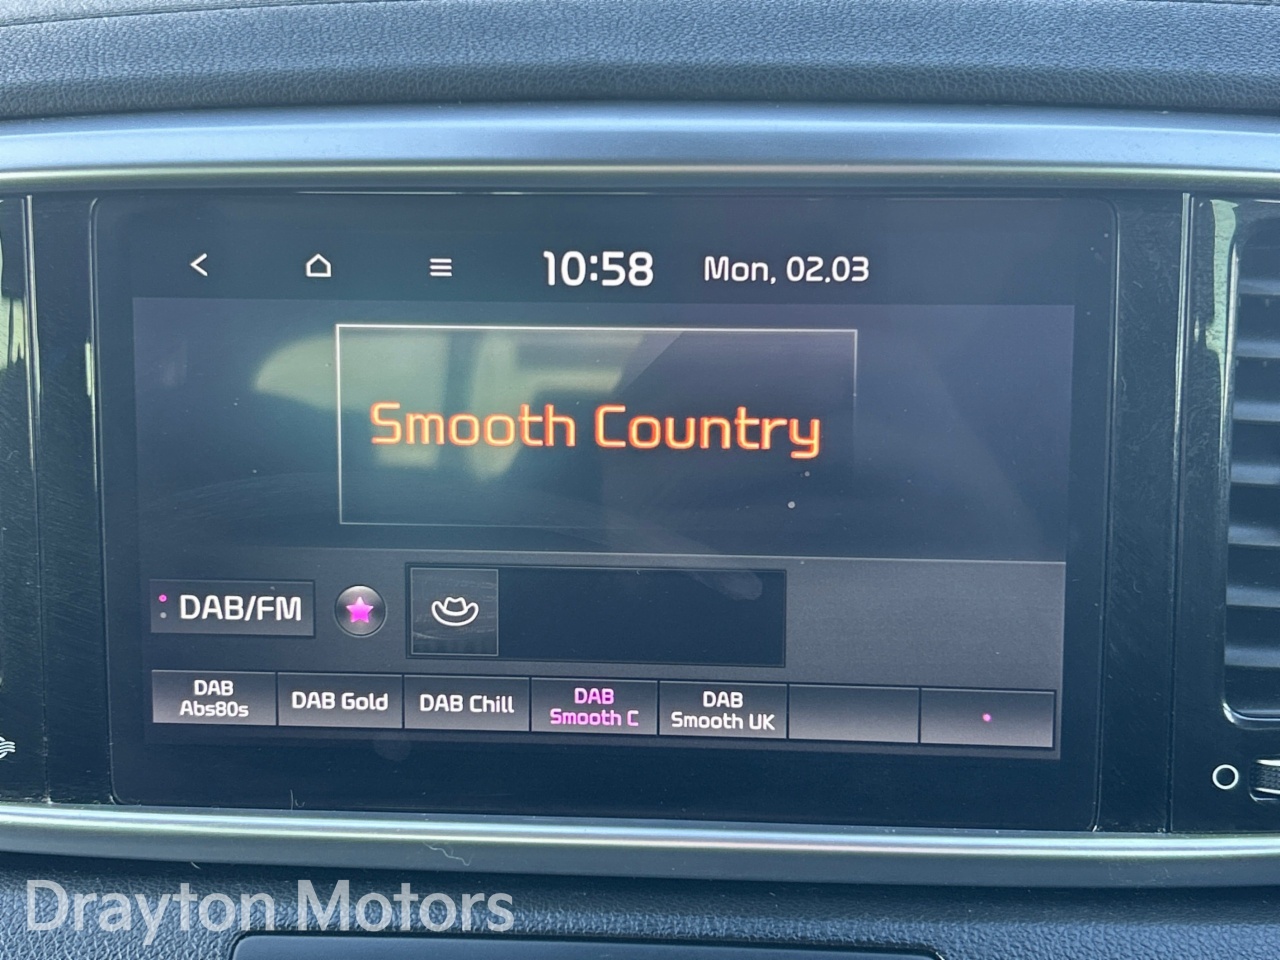 10:58 Mon, 02.03
Smooth Country
DAB/FM
DAB
Abs80s
DAB Gold
DAB Chill
DAB
Smooth C
DAB
Smooth UK
Drayton Motors